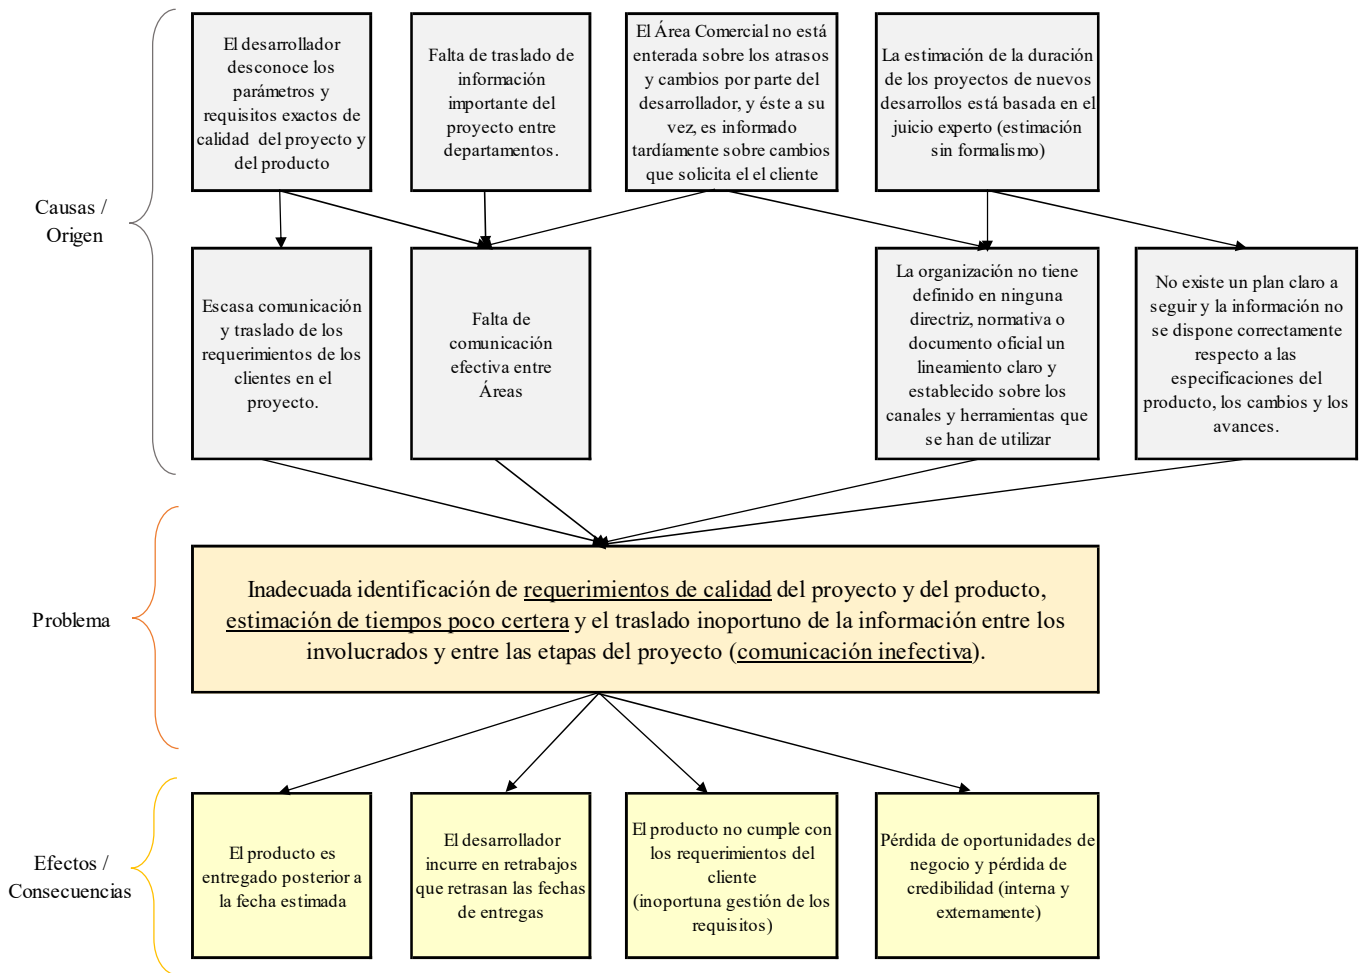 El desarrollador
desconoce los
parámetros y
requisitos exactos de
calidad  del proyecto y
del producto
Falta de traslado de
información
importante del
proyecto entre
departamentos.
El Área Comercial no está
enterada sobre los atrasos
y cambios por parte del
desarrollador, y éste a su
vez, es informado
tardíamente sobre cambios
que solicita el el cliente
La estimación de la duración
de los proyectos de nuevos
desarrollos está basada en el
juicio experto (estimación
sin formalismo)
Causas /
Origen
Escasa comunicación
y traslado de los
requerimientos de los
clientes en el
proyecto.
Falta de
comunicación
efectiva entre
Áreas
La organización no tiene
definido en ninguna
directriz, normativa o
documento oficial un
lineamiento claro y
establecido sobre los
canales y herramientas que
se han de utilizar
No existe un plan claro a
seguir y la información no
se dispone correctamente
respecto a las
especificaciones del
producto, los cambios y los
avances.
Problema
Inadecuada identificación de requerimientos de calidad del proyecto y del producto,
estimación de tiempos poco certera y el traslado inoportuno de la información entre los
involucrados y entre las etapas del proyecto (comunicación inefectiva).
Efectos /
Consecuencias
El producto es
entregado posterior a
la fecha estimada
El desarrollador
incurre en retrabajos
que retrasan las fechas
de entregas
El producto no cumple con
los requerimientos del
cliente
(inoportuna gestión de los
requisitos)
Pérdida de oportunidades de
negocio y pérdida de
credibilidad (interna y
externamente)